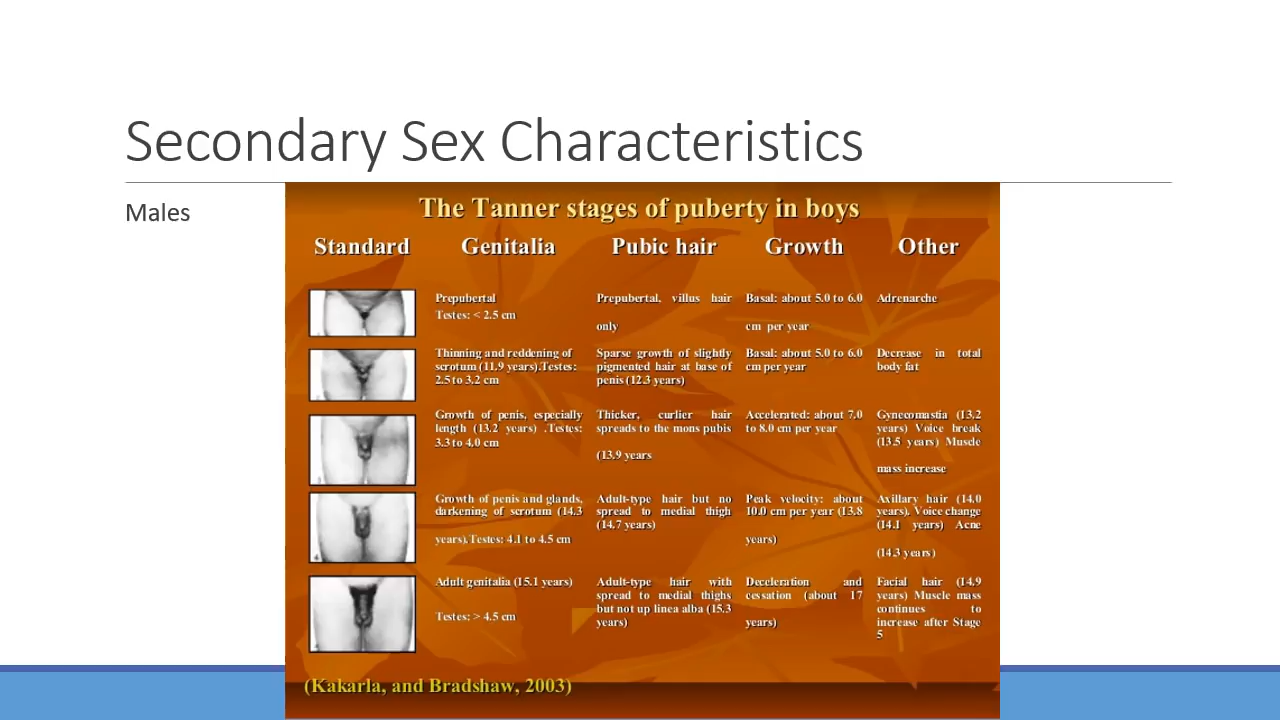 Secondary Sex Characteristics
Males
The Tanner stages of puberty in boys
Standard Genitalia Pubic hair Growth Other
Prepubertal
Testes: < 2.5 cm
Prepubertal, villus hair
only
Basal: about 5.0 to 6.0
cm per year
Adrenarche
Thinning and reddening of
scrotum (11.9 years).Testes:
2.5 to 3.2 cm
Sparse growth of slightly
pigmented hair at base of
penis (12.3 years)
Basal: about 5.0 to 6.0
cm per year
Decrease in total
body fat
Growth of penis, especially
length (13.2 years) .Testes:
3.3 to 4.0 cm
Thicker, curlier hair
spreads to the mons pubis
(13.9 years
Accelerated: about 7.0
to 8.0 cm per year
Gynecomastia (13.2
years) Voice break
(13.5 years) Muscle
mass increase
Growth of penis and glands,
darkening of scrotum (14.3
years).Testes: 4.1 to 4.5 cm
Adult-type hair but no
spread to medial thigh
(14.7 years)
Peak velocity: about
10.0 cm per year (13.8
years)
Axillary hair (14.0
years). Voice change
(14.1 years) Acne
(14.3 years)
Adult genitalia (15.1 years)
Testes: > 4.5 cm
Adult-type hair with
spread to medial thighs
but not up linea alba (15.3
years)
Deceleration and
cessation (about 17
years)
Facial hair (14.9
years) Muscle mass
continues to
increase after Stage
5
(Kakarla, and Bradshaw, 2003)